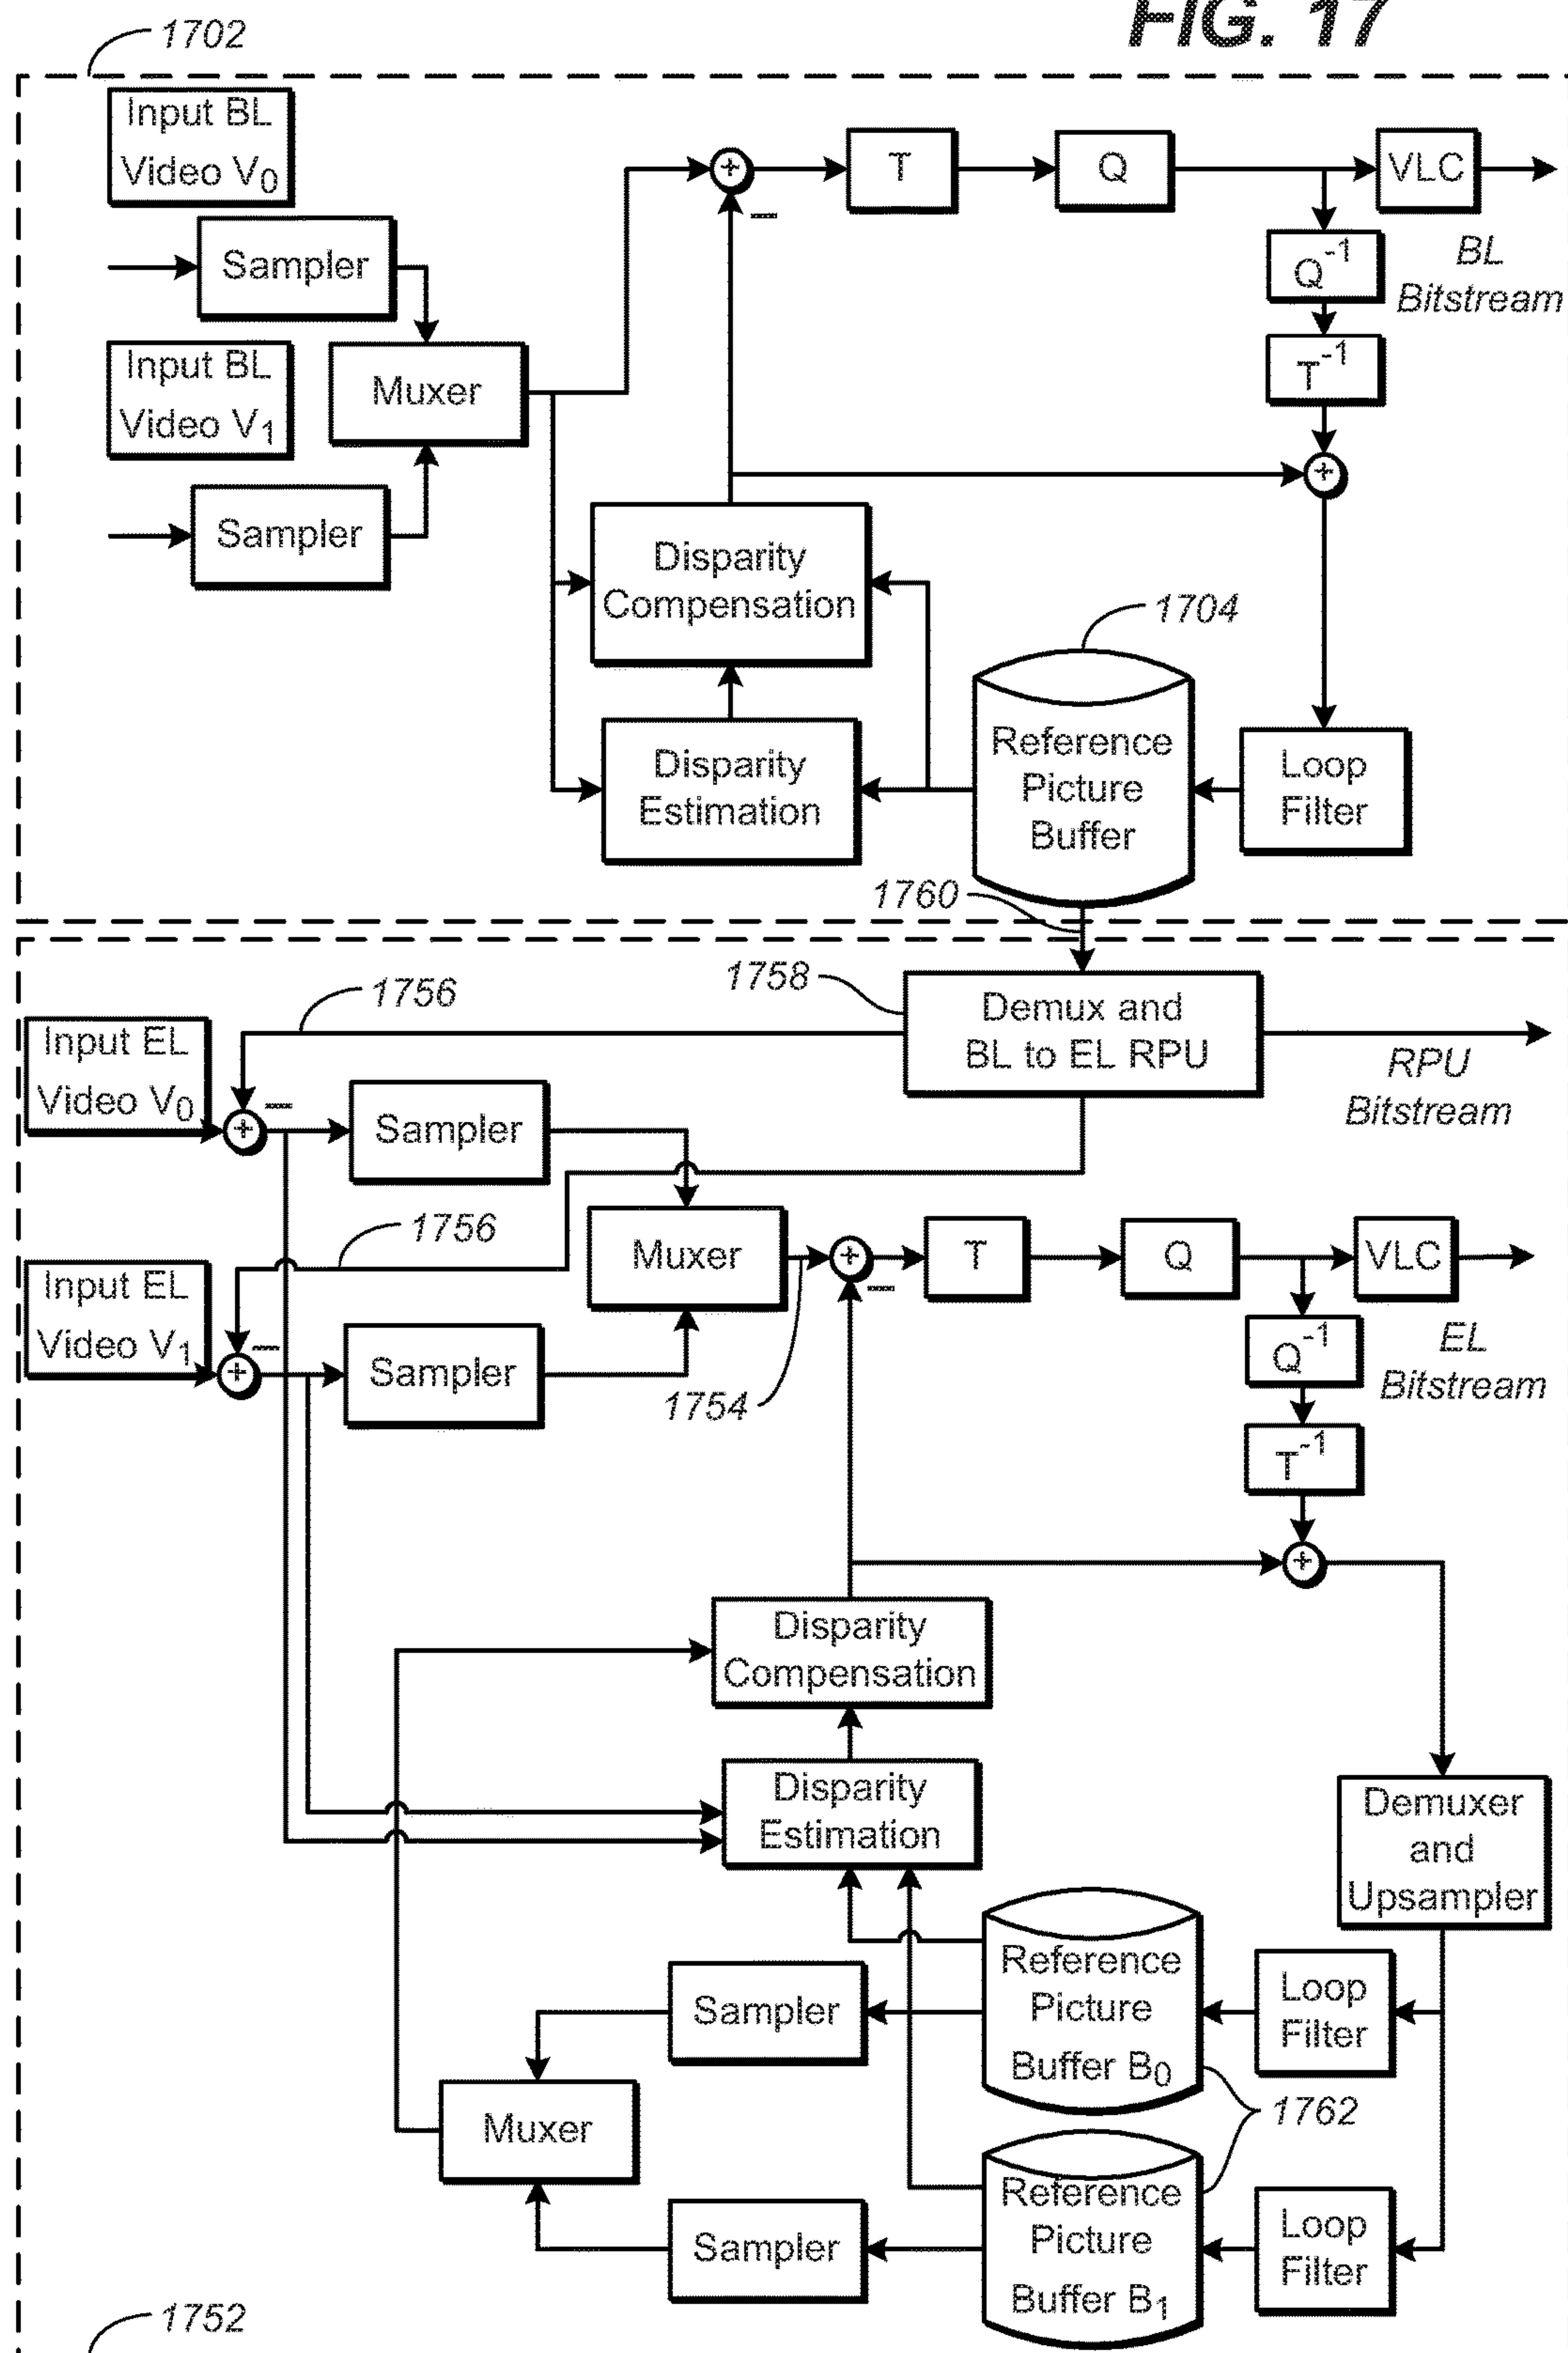 FIG. 17
1702
Input BL
Video V0
Sampler
Input BL
Video V1
Sampler
Muxer
+
—
T
Q
VLC
Q-1
BL
Bitstream
T-1
+
Disparity
Compensation
Disparity
Estimation
1704
Reference
Picture
Buffer
Loop
Filter
1760
1758
Demux and
BL to EL RPU
RPU
Bitstream
1756
Input EL
Video V0
+
—
Sampler
1756
Input EL
Video V1
+
—
Sampler
Muxer
1754
+
—
T
Q
VLC
Q-1
EL
Bitstream
T-1
+
Disparity
Compensation
Disparity
Estimation
Demuxer
and
Upsampler
Reference
Picture
Buffer B0
Loop
Filter
Sampler
Muxer
1762
Reference
Picture
Buffer B1
Loop
Filter
Sampler
1752